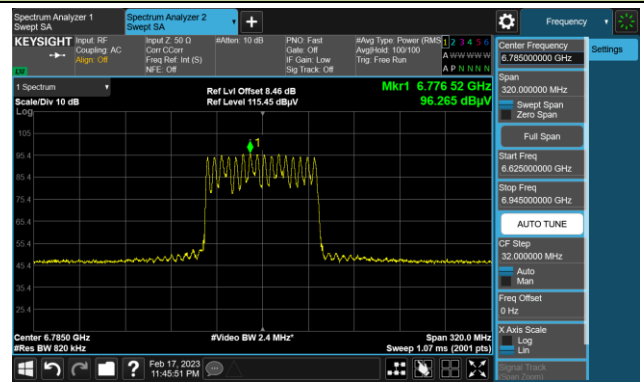 Spectrum Analyzer 1
Swept SA
Spectrum Analyzer 2
Swept SA
+
Frequency
KEYSIGHT
Input: RF
Coupling: AC
Align: Off
Input Z: 50 Ω
Corr CCorr
Freq Ref: Int (S)
NFE: Off
#Atten: 10 dB
PNO: Fast
Gate: Off
IF Gain: Low
Sig Track: Off
#Avg Type: Power (RMS
Avg|Hold: 100/100
Trig: Free Run
1 2 3 4 5 6
A W W W W W
A P N N N N
LV
1 Spectrum
Scale/Div 10 dB
Log
Ref Lvl Offset 8.46 dB
Ref Level 115.45 dBµV
Mkr1 6.776 52 GHz
96.265 dBµV
105
95.4
85.4
75.4
65.4
55.4
45.4
35.4
25.4
1
Center 6.7850 GHz
#Res BW 820 kHz
#Video BW 2.4 MHz*
Span 320.0 MHz
Sweep 1.07 ms (2001 pts)
Feb 17, 2023
11:45:51 PM
?
Center Frequency
6.785000000 GHz
Settings
Span
320.000000 MHz
Swept Span
Zero Span
Full Span
Start Freq
6.625000000 GHz
Stop Freq
6.945000000 GHz
AUTO TUNE
CF Step
32.000000 MHz
Auto
Man
Freq Offset
0 Hz
X Axis Scale
Log
Lin
Signal Track
(Span Zoom)